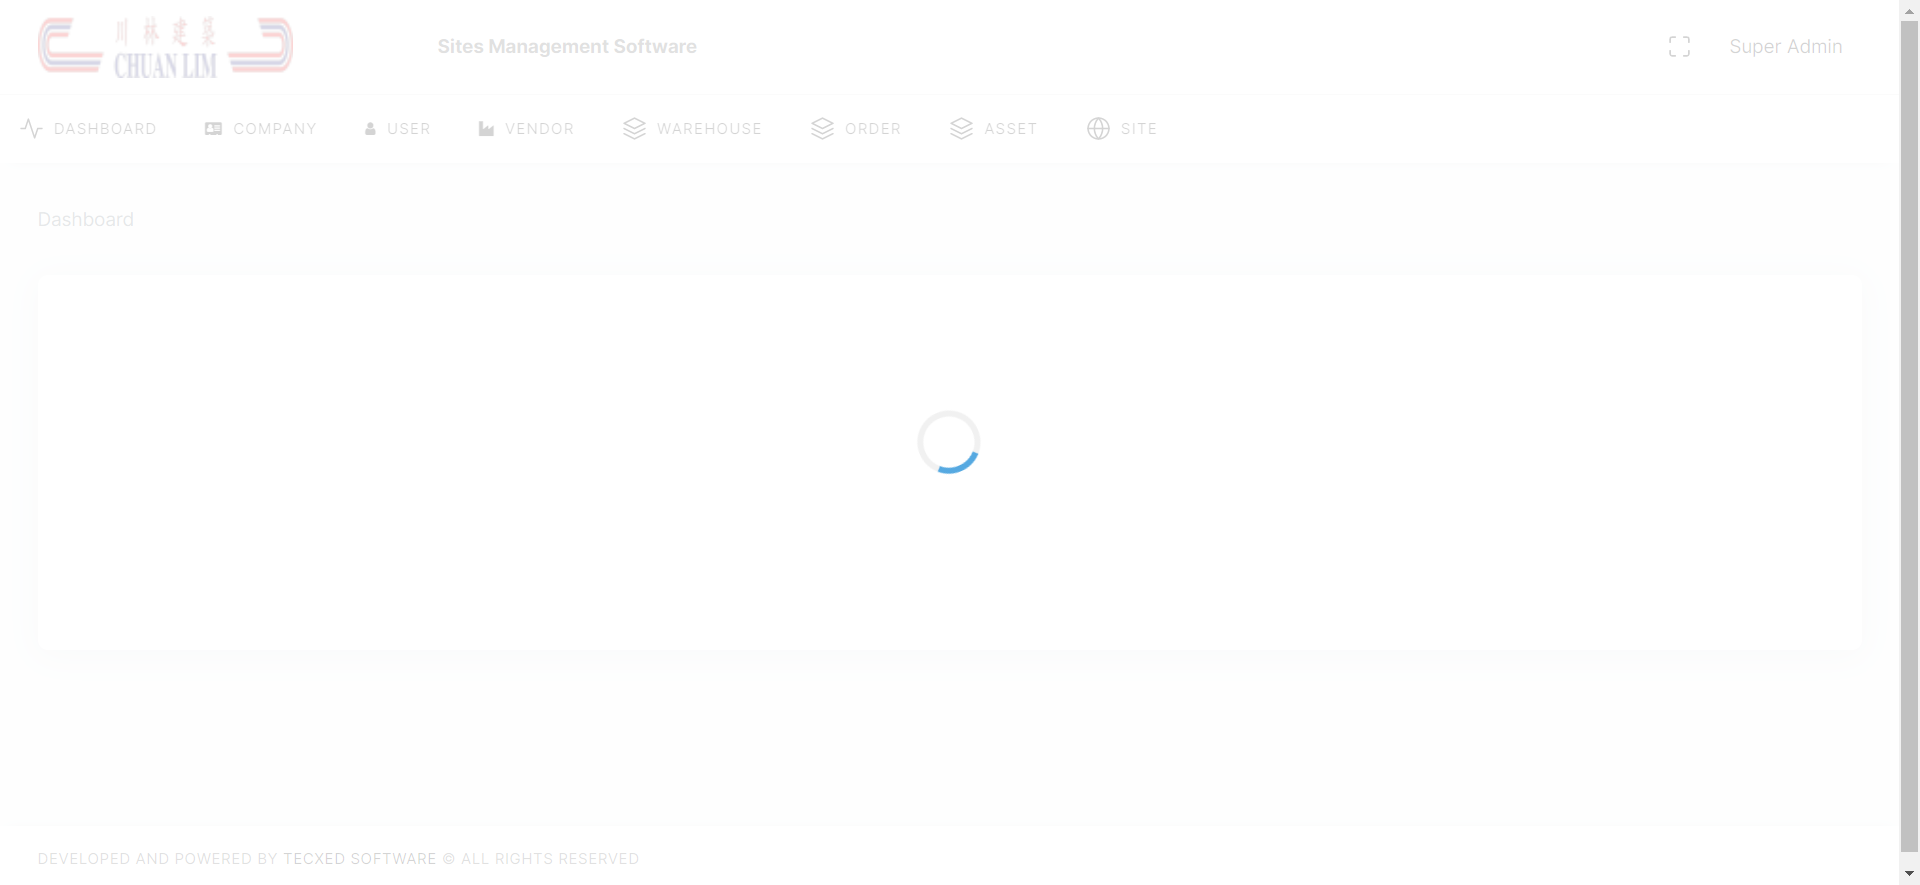 川林建築
CHUAN LIM
Sites Management Software
Super Admin
DASHBOARD COMPANY USER VENDOR WAREHOUSE ORDER ASSET SITE
Dashboard
DEVELOPED AND POWERED BY TECXED SOFTWARE © ALL RIGHTS RESERVED